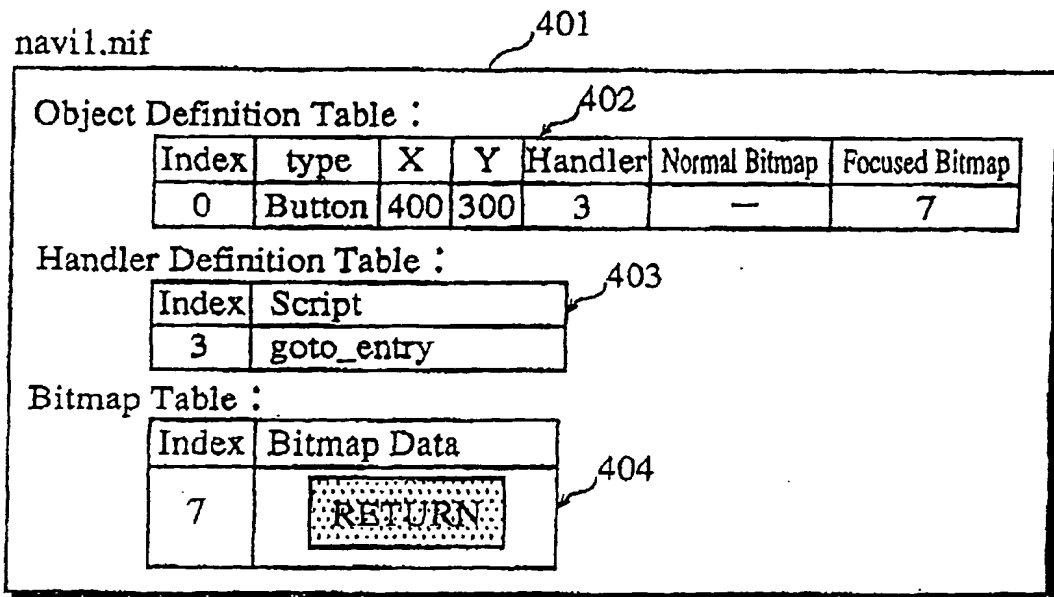 navi1.nif 401
Object Definition Table : 402
Index type X Y Handler Normal Bitmap Focused Bitmap
0 Button 400 300 3 — 7
Handler Definition Table : 403
Index Script
3 goto_entry
Bitmap Table :
Index Bitmap Data
404
7 RETURN